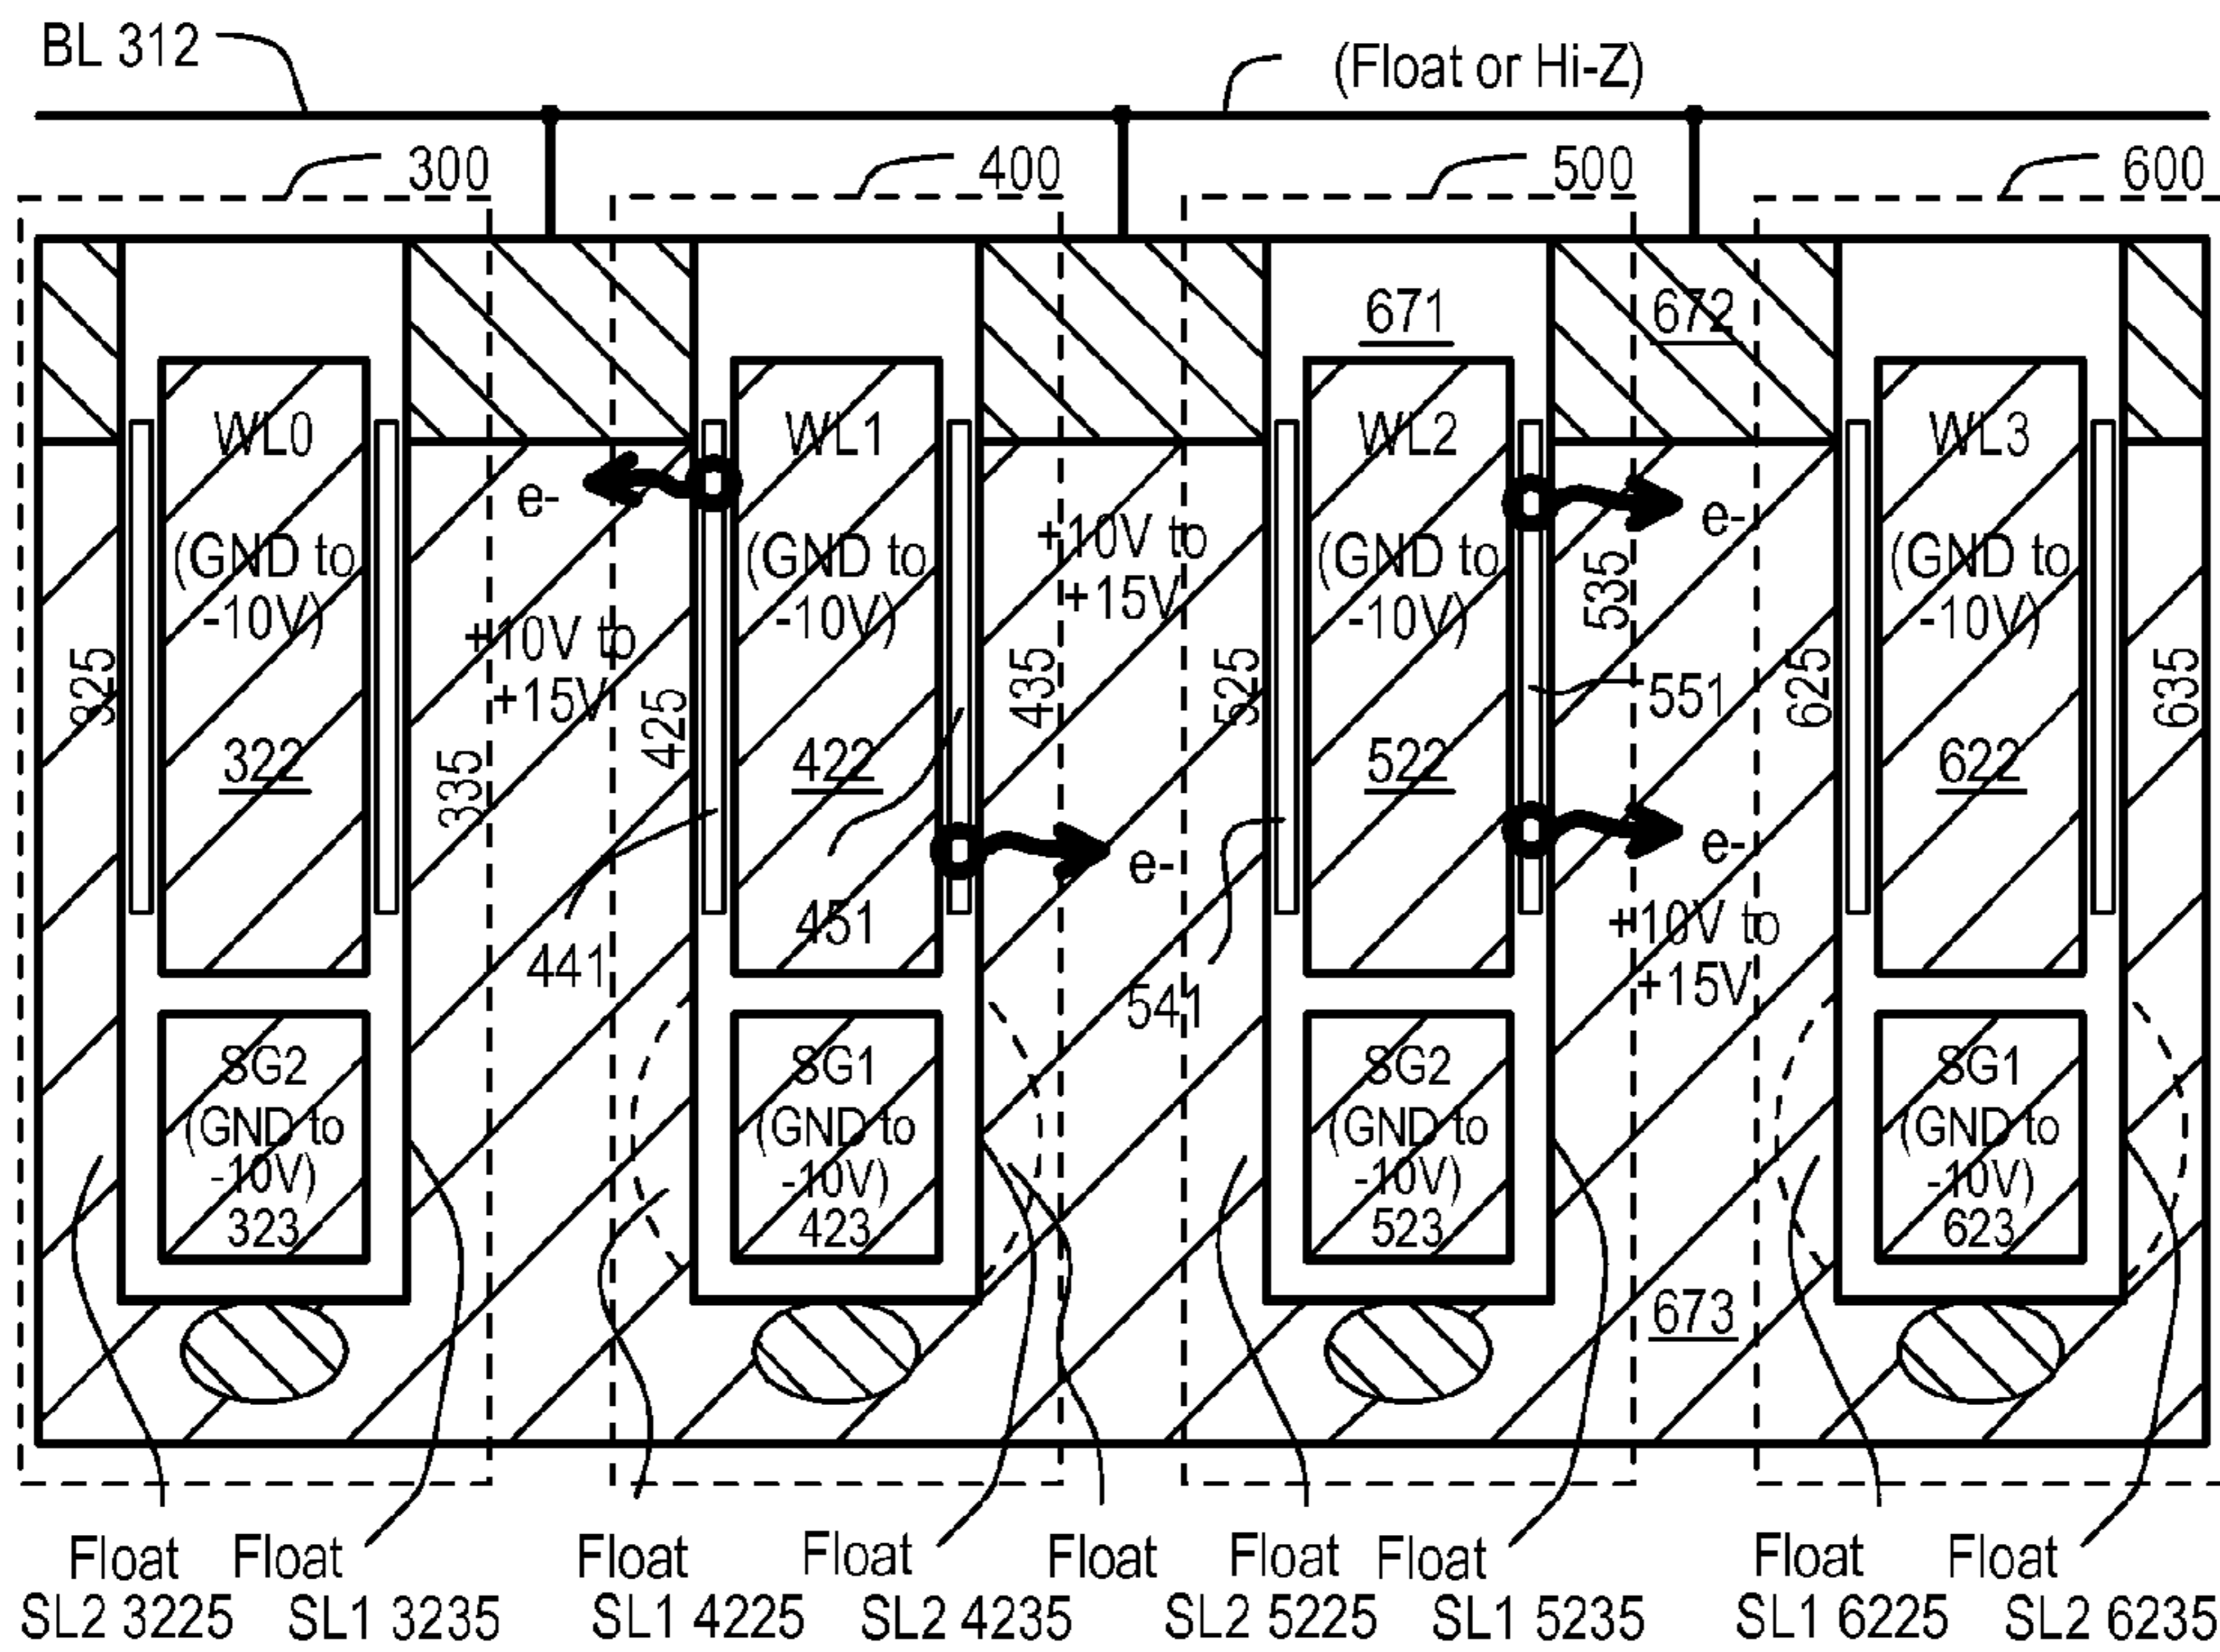 BL 312
(Float or Hi-Z)
300
400
500
600
671
672
WL0
WL1
WL2
WL3
e-
e-
(GND to
-10V)
(GND to
-10V)
(GND to
-10V)
(GND to
-10V)
+10V to
+15V
+10V to
+15V
325
335
425
435
525
535
551
625
635
322
422
522
622
e-
e-
441
451
541
+10V to
+15V
SG2
(GND to
-10V)
323
SG1
(GND to
-10V)
423
SG2
(GND to
-10V)
523
SG1
(GND to
-10V)
623
673
Float Float Float Float Float Float Float Float Float
SL2 3225 SL1 3235 SL1 4225 SL2 4235 SL2 5225 SL1 5235 SL1 6225 SL2 6235